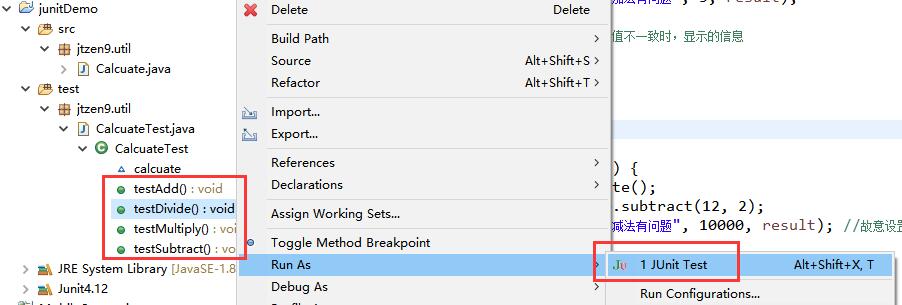 junitDemo
src
jtzen9.util
Calcuate.java
test
jtzen9.util
CalcuateTest.java
CalcuateTest
calcuate
testAdd() : void
testDivide() : void
testMultiply() : voi
testSubtract() : voi
JRE System Library [JavaSE-1.8
Junit4.12
Delete Delete
Build Path
Source Alt+Shift+S
Refactor Alt+Shift+T
Import...
Export...
References
Declarations
Assign Working Sets...
Toggle Method Breakpoint
Run As
Debug As
加法有问题", 5, result);
值不一致时，显示的信息
) {
te();
.subtract(12, 2);
减法有问题", 10000, result); //故意设置
Ju 1 JUnit Test Alt+Shift+X, T
Run Configurations...